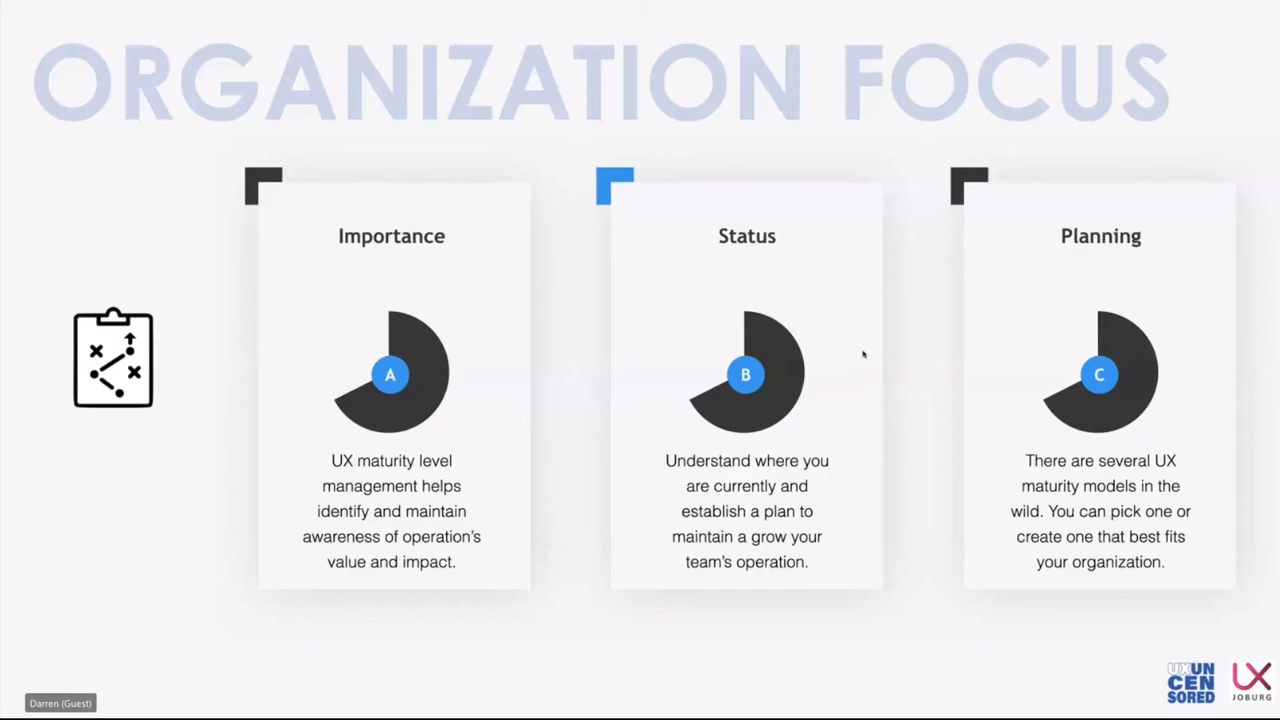 ORGANIZATION FOCUS
Importance
A
UX maturity level
management helps
identify and maintain
awareness of operation's
value and impact.
Status
B
Understand where you
are currently and
establish a plan to
maintain a grow your
team's operation.
Planning
C
There are several UX
maturity models in the
wild. You can pick one or
create one that best fits
your organization.
UXUN
CEN
SORED
UX
JOBURG
Darren (Guest)